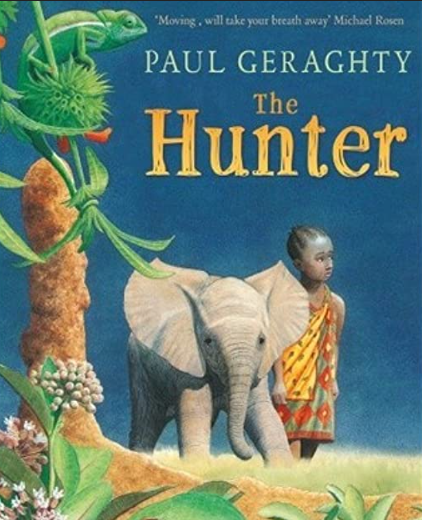 'Moving , will take your breath away' Michael Rosen
PAUL GERAGHTY
The
Hunter